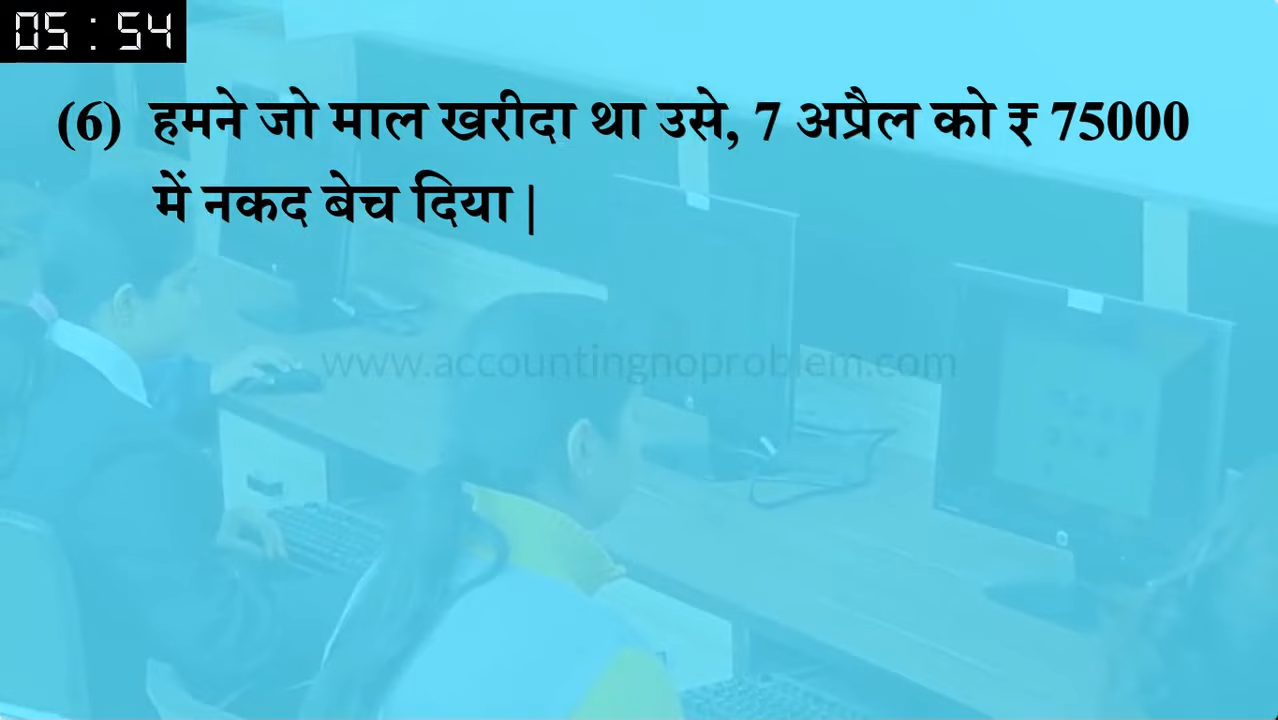 05 : 54
(6) हमने जो माल खरीदा था उसे, 7 अप्रैल को ₹ 75000
में नकद बेच दिया |
www.accountingnoproblem.com